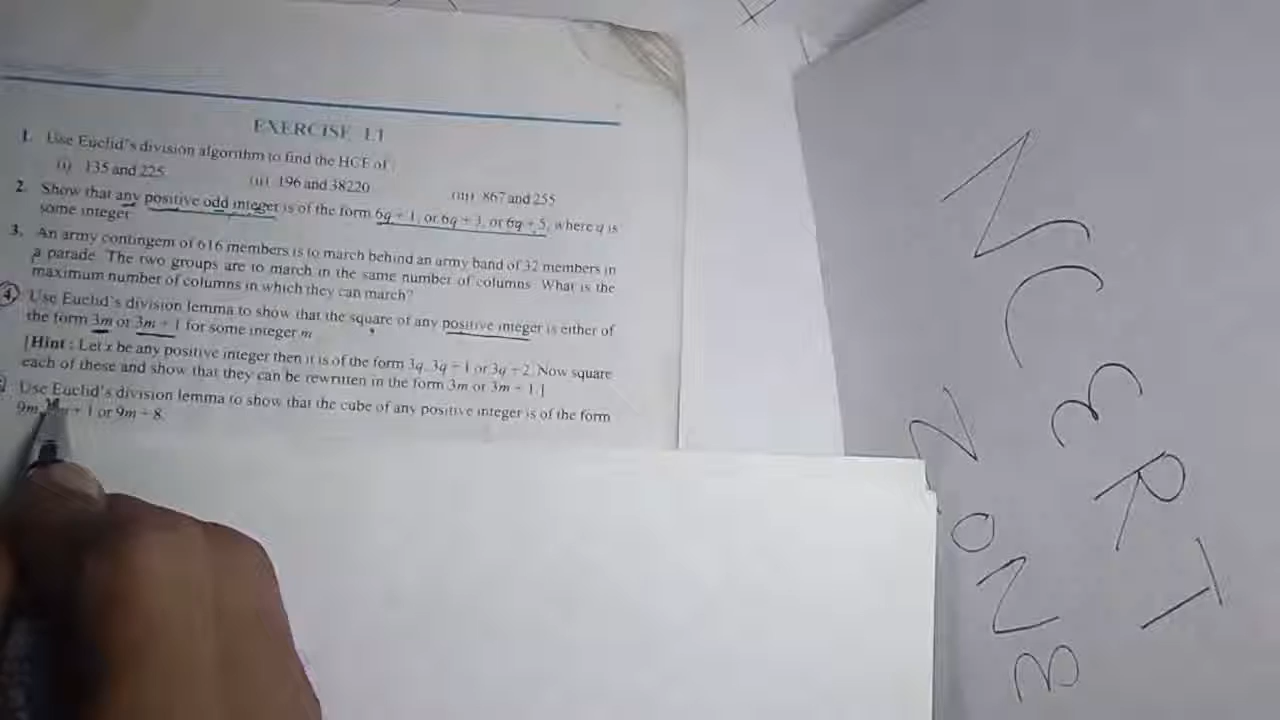 EXERCISE 1.1
1. Use Euclid's division algorithm to find the HCF of :
(i) 135 and 225 (ii) 196 and 38220 (iii) 867 and 255
2. Show that any positive odd integer is of the form 6q + 1, or 6q + 3, or 6q + 5, where q is
some integer.
3. An army contingent of 616 members is to march behind an army band of 32 members in
a parade. The two groups are to march in the same number of columns. What is the
maximum number of columns in which they can march?
4. Use Euclid's division lemma to show that the square of any positive integer is either of
the form 3m or 3m + 1 for some integer m.
[Hint : Let x be any positive integer then it is of the form 3q, 3q + 1 or 3q + 2. Now square
each of these and show that they can be rewritten in the form 3m or 3m + 1.]
Use Euclid's division lemma to show that the cube of any positive integer is of the form
9m, + 1 or 9m + 8.
NCERT
ZONE